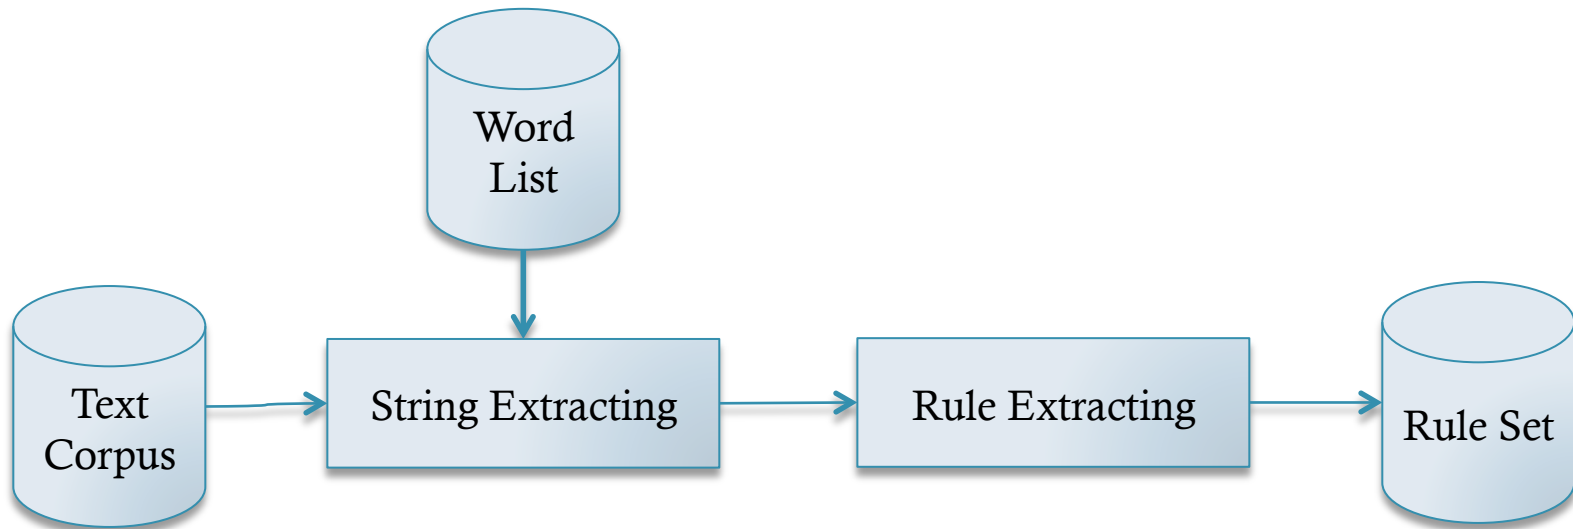 Word
List
Text
Corpus
String Extracting
Rule Extracting
Rule Set